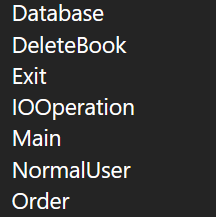 Database
DeleteBook
Exit
IOOperation
Main
NormalUser
Order